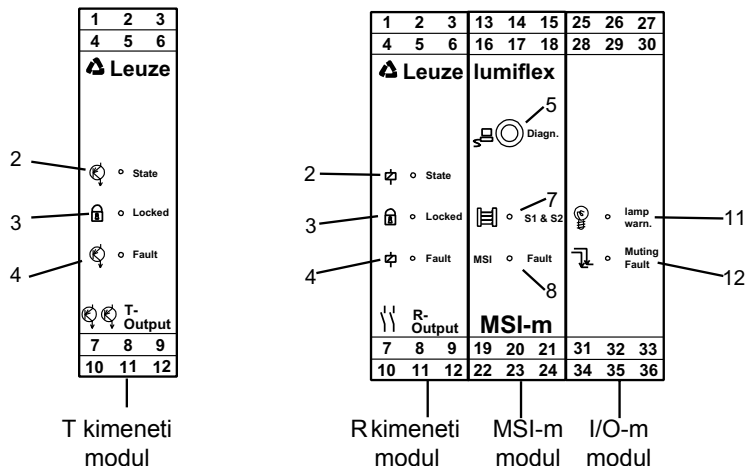 1 2 3
4 5 6
Leuze
2
State
3
Locked
4
Fault
T-
Output
7 8 9
10 11 12
T kimeneti
modul
1 2 3 13 14 15 25 26 27
4 5 6 16 17 18 28 29 30
Leuze lumiflex
5
Diagn.
2
State
7
S1 & S2
3
Locked
lamp
warn.
11
4
Fault
MSI Fault
8
Muting
Fault
12
R-
Output
MSI-m
7 8 9 19 20 21 31 32 33
10 11 12 22 23 24 34 35 36
R kimeneti
modul
MSI-m
modul
I/O-m
modul